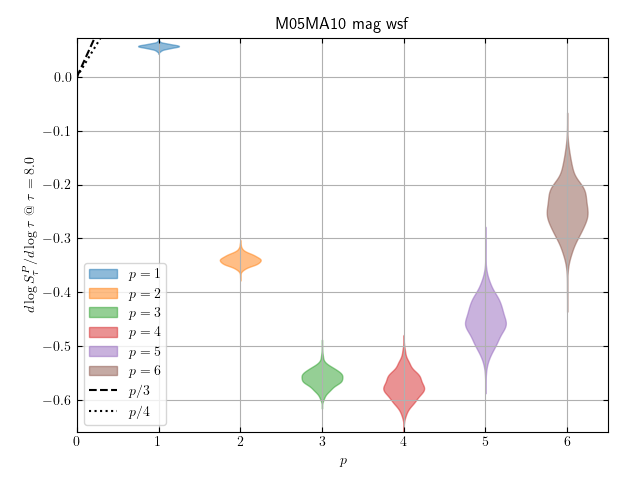 M05MA10 mag wsf
0.0
−0.1
−0.2
−0.3
−0.4
−0.5
−0.6
d log S_τ^P / d log τ @ τ = 8.0
p = 1
p = 2
p = 3
p = 4
p = 5
p = 6
p/3
p/4
0 1 2 3 4 5 6
p